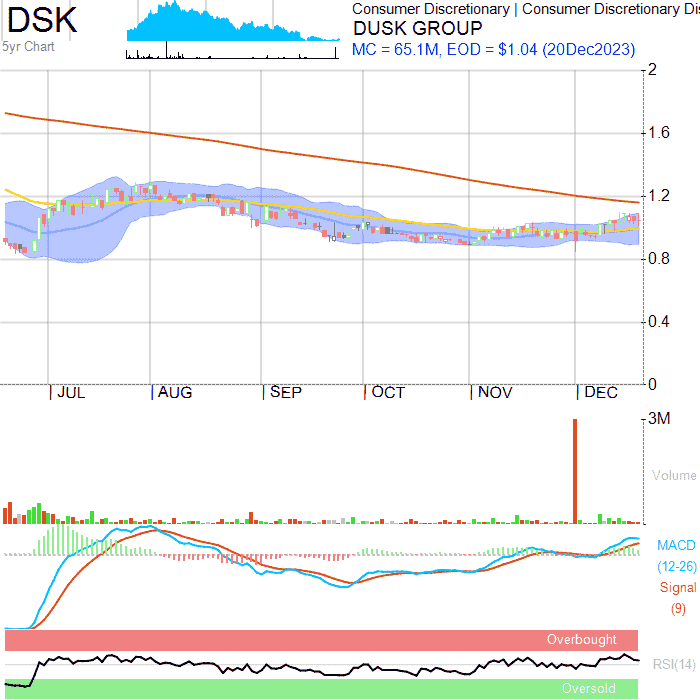 DSK
5yr Chart
Consumer Discretionary | Consumer Discretionary Dis
DUSK GROUP
MC = 65.1M, EOD = $1.04 (20Dec2023)
2
1.6
1.2
0.8
0.4
0
JUL AUG SEP OCT NOV DEC
3M
Volume
MACD
(12-26)
Signal
(9)
Overbought
RSI(14)
Oversold